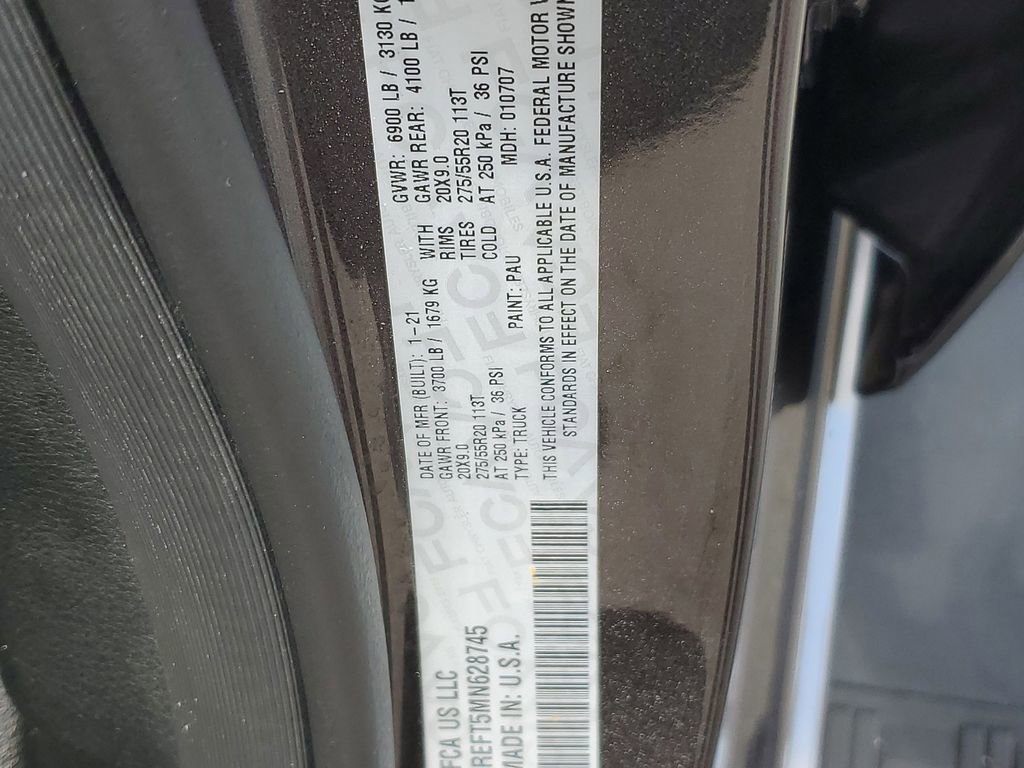 FCA US LLC
REFT5MN628745
MADE IN: U.S.A.
DATE OF MFR (BUILT): 1-21 GVWR: 6900 LB / 3130 KG
GAWR FRONT: 3700 LB / 1679 KG WITH GAWR REAR: 4100 LB /
20X9.0 RIMS 20X9.0
275/55R20 113T TIRES 275/55R20 113T
AT 250 kPa / 36 PSI COLD AT 250 kPa / 36 PSI
TYPE: TRUCK PAINT: PAU MDH: 010707
THIS VEHICLE CONFORMS TO ALL APPLICABLE U.S.A. FEDERAL MOTOR
STANDARDS IN EFFECT ON THE DATE OF MANUFACTURE SHOWN